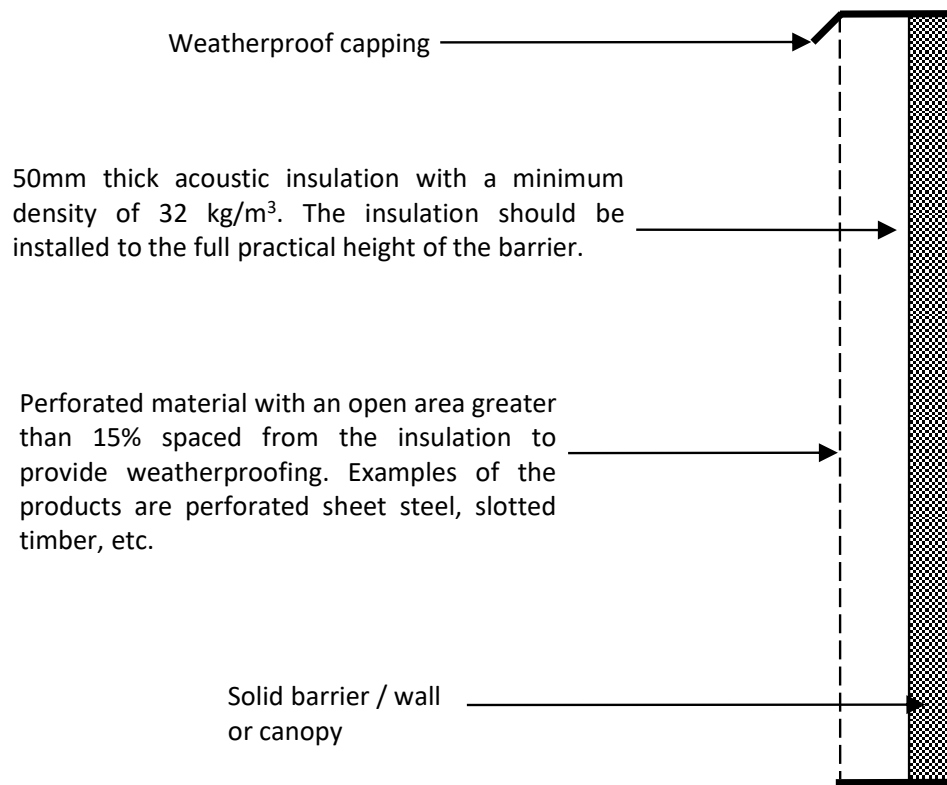 Weatherproof capping
50mm thick acoustic insulation with a minimum
density of 32 kg/m³. The insulation should be
installed to the full practical height of the barrier.
Perforated material with an open area greater
than 15% spaced from the insulation to
provide weatherproofing. Examples of the
products are perforated sheet steel, slotted
timber, etc.
Solid barrier / wall
or canopy